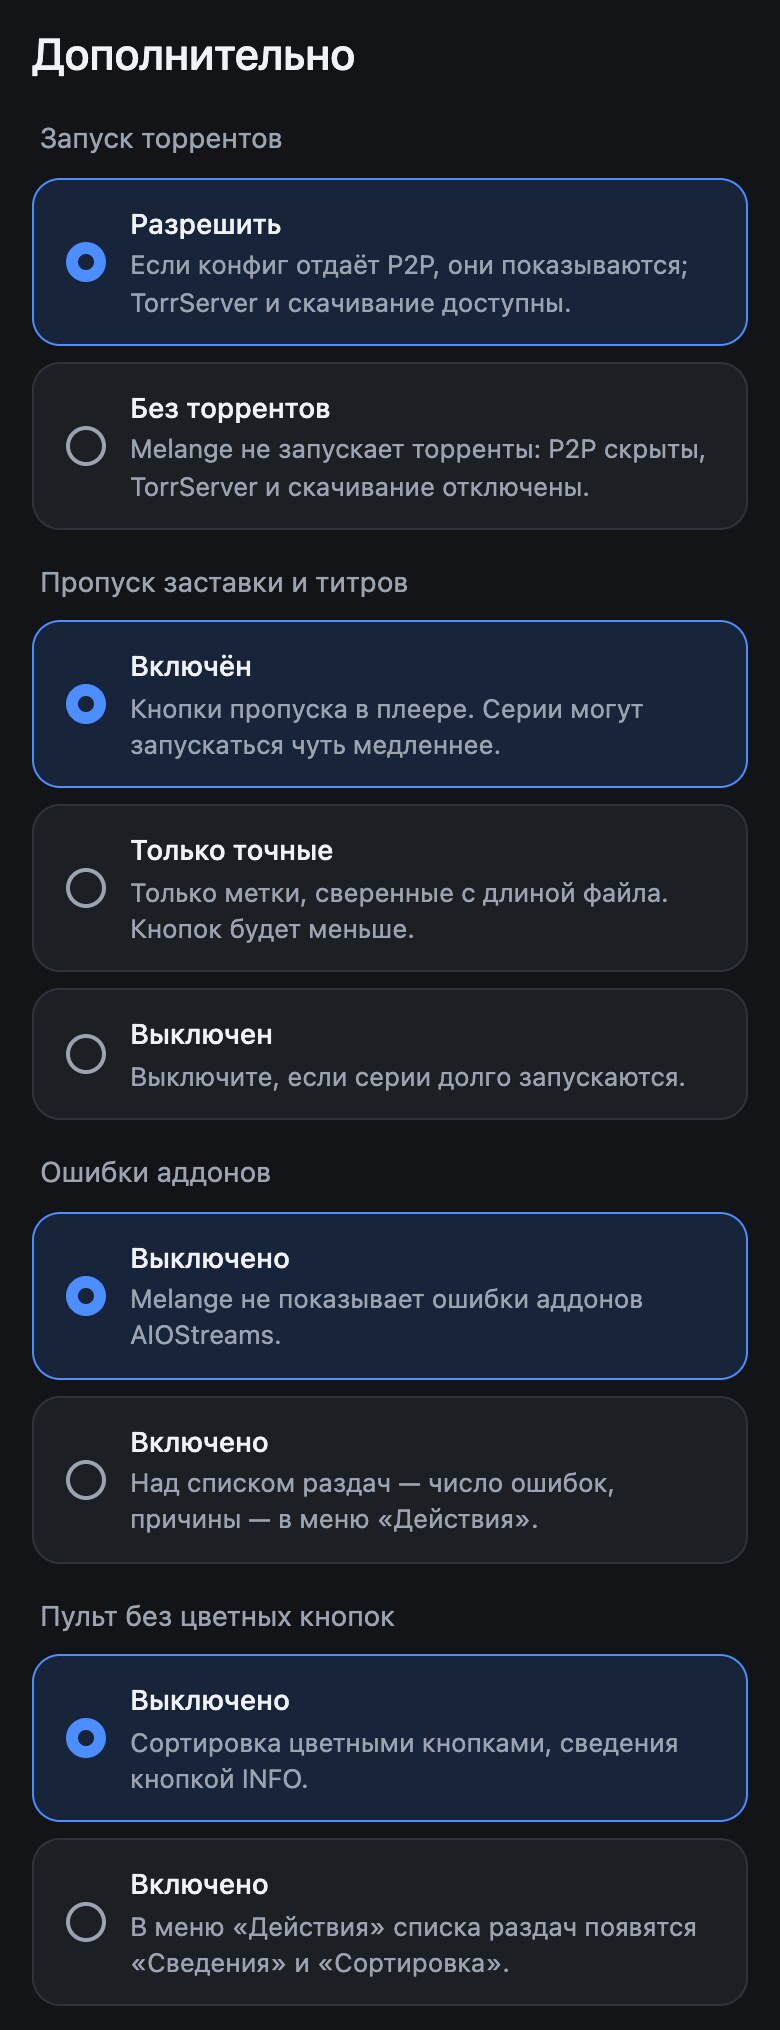 Дополнительно
Запуск торрентов
Разрешить
Если конфиг отдаёт P2P, они показываются;
TorrServer и скачивание доступны.
Без торрентов
Melange не запускает торренты: P2P скрыты,
TorrServer и скачивание отключены.
Пропуск заставки и титров
Включён
Кнопки пропуска в плеере. Серии могут
запускаться чуть медленнее.
Только точные
Только метки, сверенные с длиной файла.
Кнопок будет меньше.
Выключен
Выключите, если серии долго запускаются.
Ошибки аддонов
Выключено
Melange не показывает ошибки аддонов
AIOStreams.
Включено
Над списком раздач — число ошибок,
причины — в меню «Действия».
Пульт без цветных кнопок
Выключено
Сортировка цветными кнопками, сведения
кнопкой INFO.
Включено
В меню «Действия» списка раздач появятся
«Сведения» и «Сортировка».